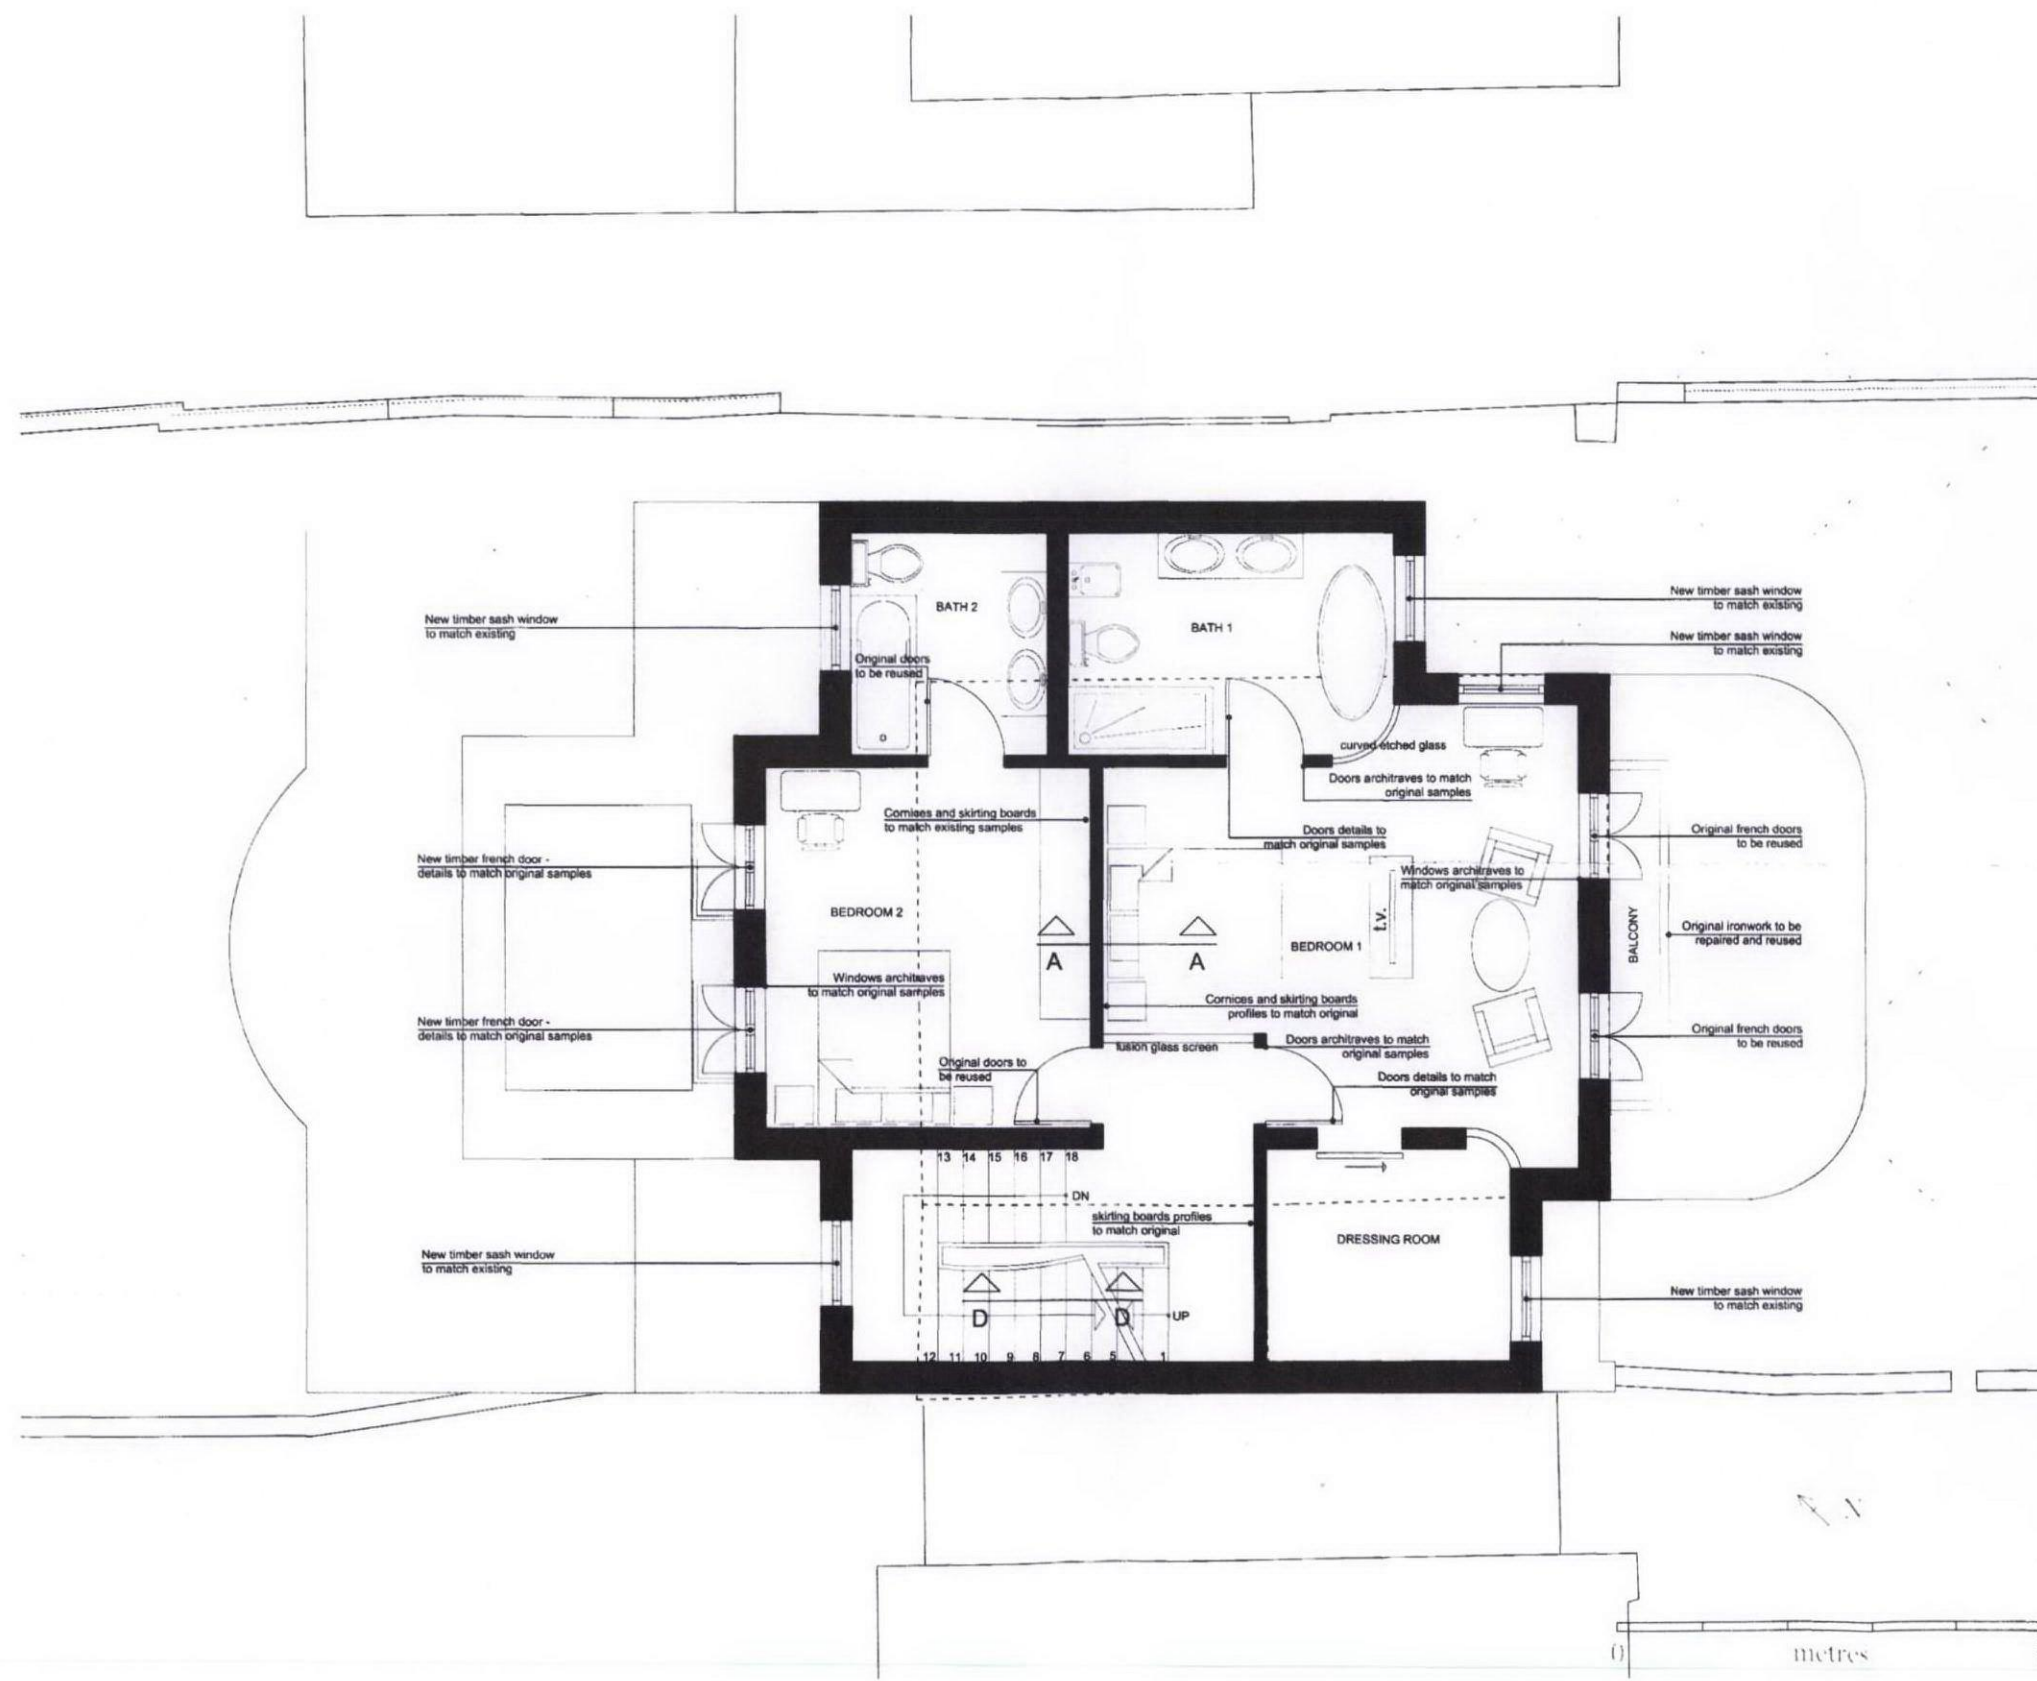 BATH 2
BATH 1
New timber sash window
to match existing
New timber sash window
to match existing
New timber sash window
to match existing
Original doors
to be reused
curved etched glass
Doors architraves to match
original samples
Cornices and skirting boards
to match existing samples
Doors details to
match original samples
Original french doors
to be reused
New timber french door -
details to match original samples
Windows architraves to
match original samples
BEDROOM 2
t.v.
BEDROOM 1
BALCONY
Original ironwork to be
repaired and reused
A
A
Windows architraves
to match original samples
Cornices and skirting boards
profiles to match original
New timber french door -
details to match original samples
fusion glass screen
Doors architraves to match
original samples
Original french doors
to be reused
Original doors to
be reused
Doors details to match
original samples
13 14 15 16 17 18
DN
skirting boards profiles
to match original
DRESSING ROOM
New timber sash window
to match existing
New timber sash window
to match existing
D
D
UP
12 11 10 9 8 7 6 5 1
N
0
metres